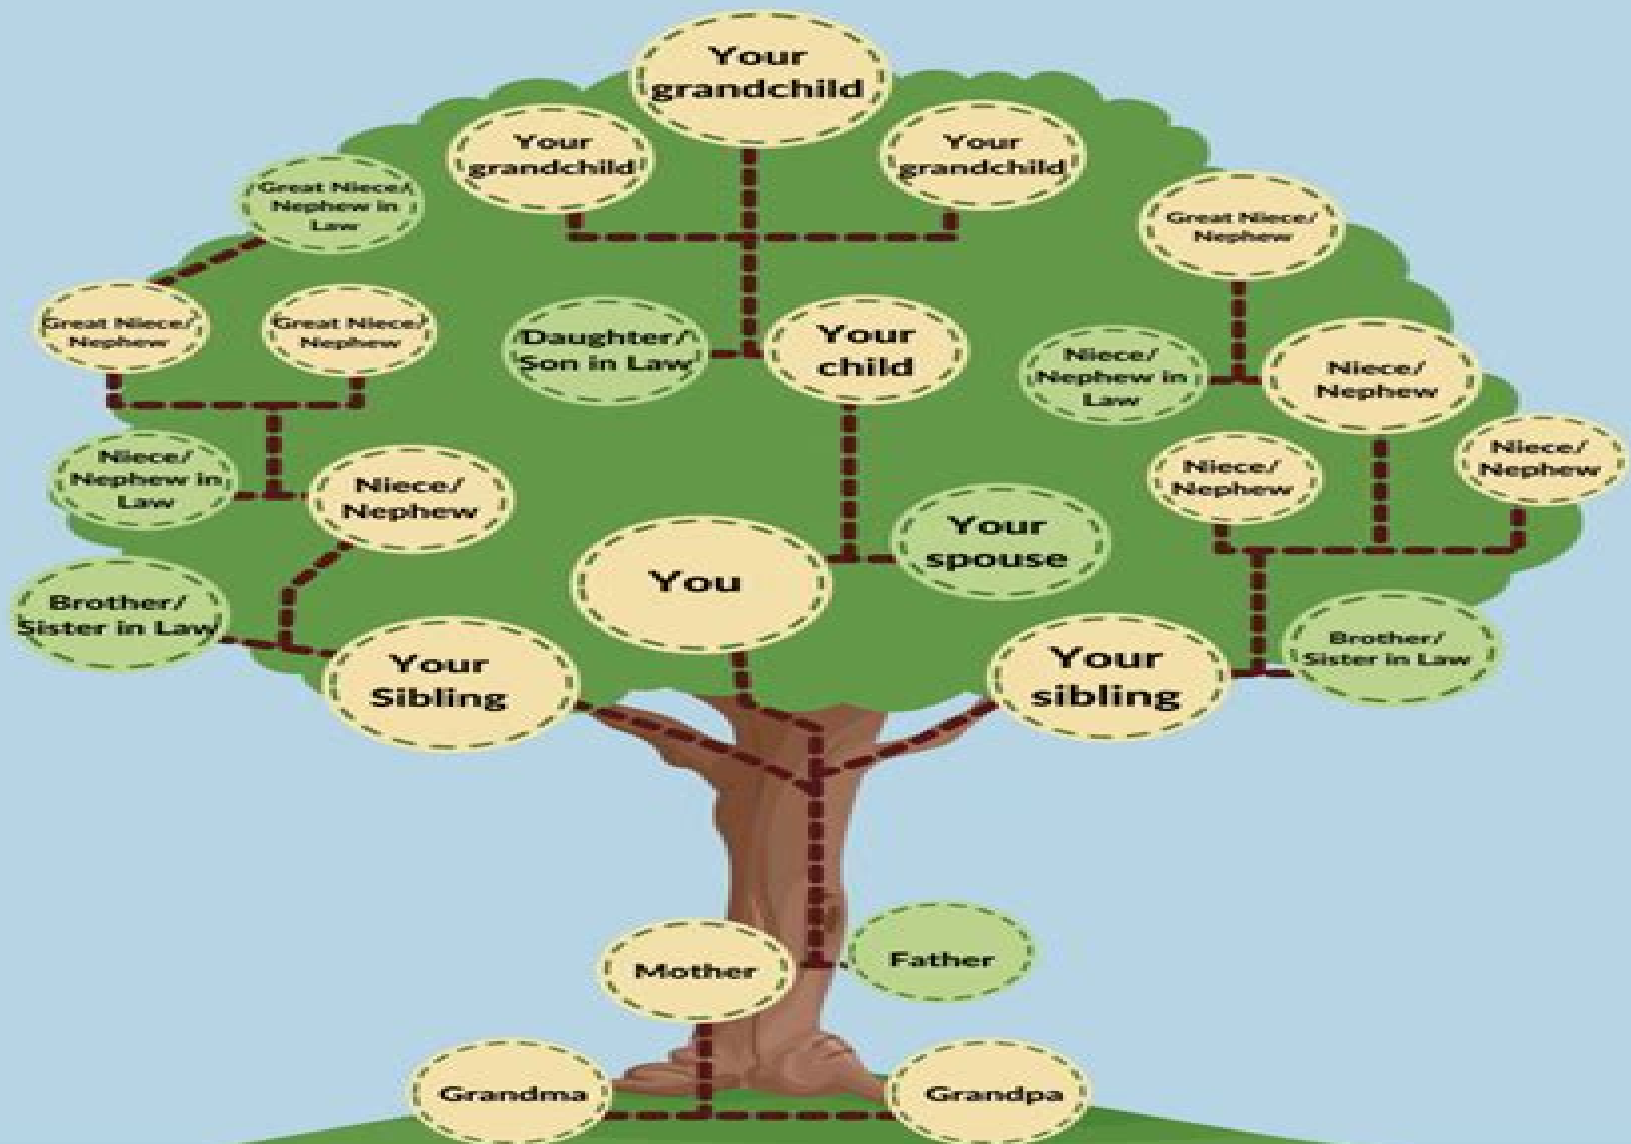 Your
grandchild
Your
grandchild
Your
grandchild
Great Niece/
Nephew in
Law
Great Niece/
Nephew
Great Niece/
Nephew
Great Niece/
Nephew
Daughter/
Son in Law
Your
child
Niece/
Nephew in
Law
Niece/
Nephew
Niece/
Nephew in
Law
Niece/
Nephew
Niece/
Nephew
Niece/
Nephew
Your
spouse
You
Brother/
Sister in Law
Your
Sibling
Your
sibling
Brother/
Sister in Law
Mother
Father
Grandma
Grandpa